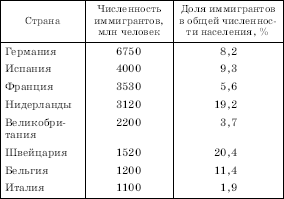 Страна
Численность
иммигрантов,
млн человек
Доля иммигрантов
в общей численнос-
ти населения, %
Германия 6750 8,2
Испания 4000 9,3
Франция 3530 5,6
Нидерланды 3120 19,2
Великобри-
тания 2200 3,7
Швейцария 1520 20,4
Бельгия 1200 11,4
Италия 1100 1,9